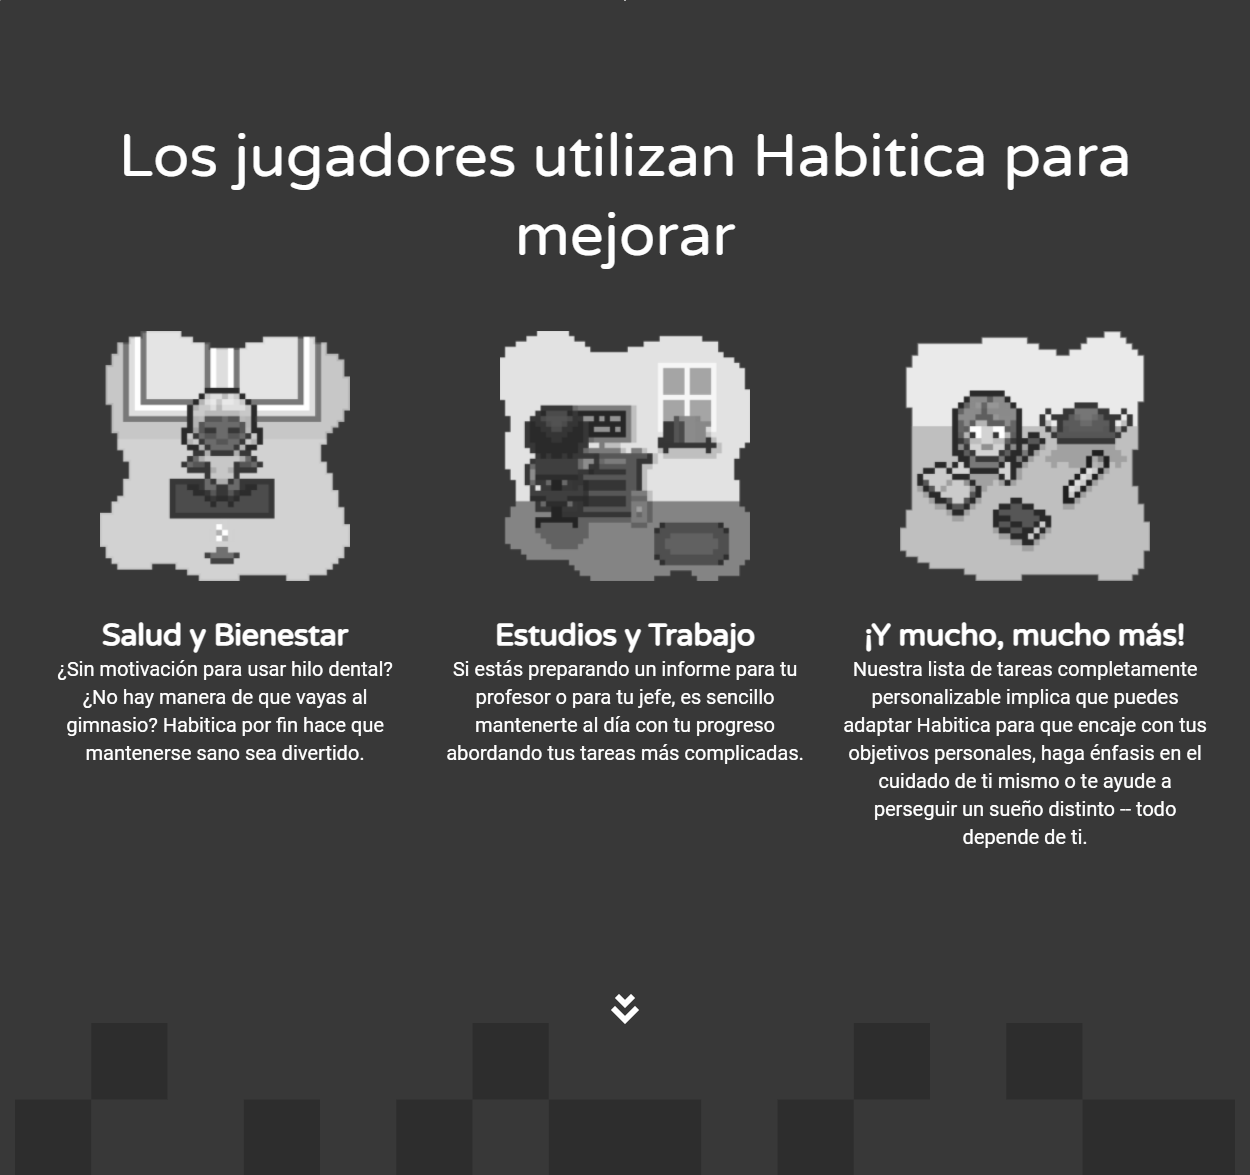 Los jugadores utilizan Habitica para
mejorar
Salud y Bienestar
¿Sin motivación para usar hilo dental?
¿No hay manera de que vayas al
gimnasio? Habitica por fin hace que
mantenerse sano sea divertido.
Estudios y Trabajo
Si estás preparando un informe para tu
profesor o para tu jefe, es sencillo
mantenerte al día con tu progreso
abordando tus tareas más complicadas.
¡Y mucho, mucho más!
Nuestra lista de tareas completamente
personalizable implica que puedes
adaptar Habitica para que encaje con tus
objetivos personales, haga énfasis en el
cuidado de ti mismo o te ayude a
perseguir un sueño distinto -- todo
depende de ti.